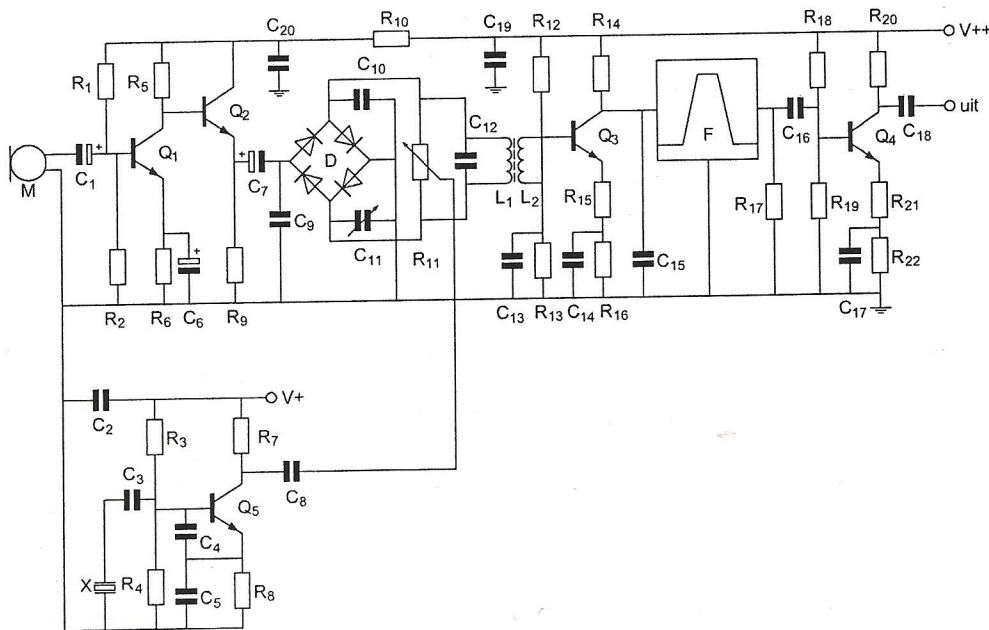 C20 R10 C19 R12 R14 R18 R20 V++
R1 R5 Q2 C10 C12 Q3 F C16 Q4 C18 uit
M C1 Q1 C7 D C9 L1 L2 R15 R17 R19 R21
C11 R11 C15 R22
R2 R6 C6 R9 C13 R13 C14 R16 C17
C2 V+
R3 R7
C3 C8
Q5
C4
X R4 C5 R8
+
+
+